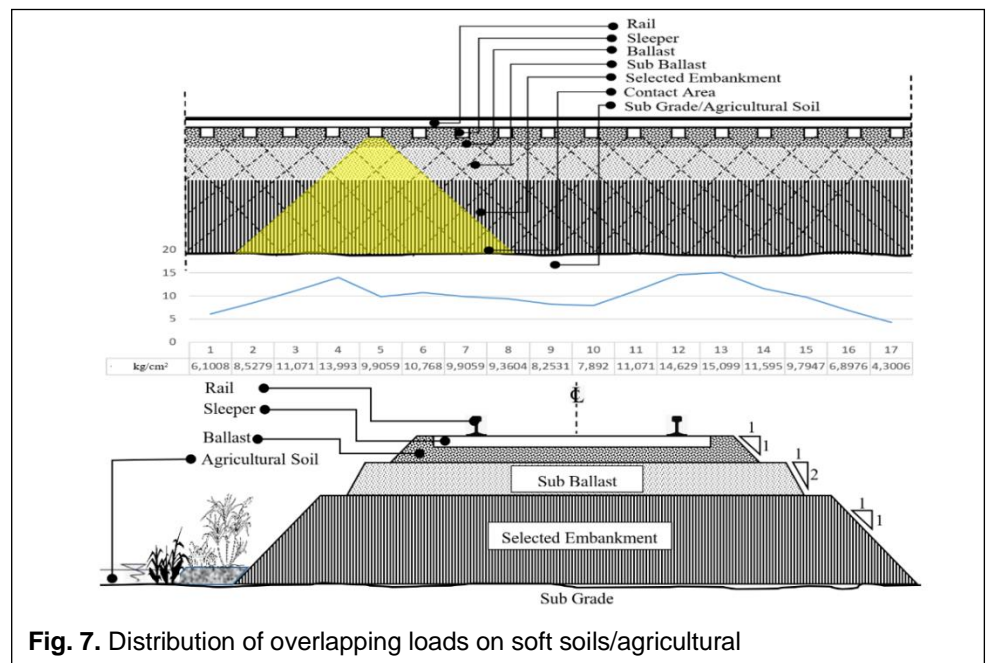 Rail
Sleeper
Ballast
Sub Ballast
Selected Embankment
Contact Area
Sub Grade/Agricultural Soil
20
15
10
5
0
1 2 3 4 5 6 7 8 9 10 11 12 13 14 15 16 17
kg/cm² 6,1008 8,5279 11,071 13,993 9,9059 10,768 9,9059 9,3604 8,2531 7,892 11,071 14,629 15,099 11,595 9,7947 6,8976 4,3006
Rail
Sleeper
Ballast
Agricultural Soil
℄
1
1
1
2
Sub Ballast
1
1
Selected Embankment
Sub Grade
Fig. 7. Distribution of overlapping loads on soft soils/agricultural